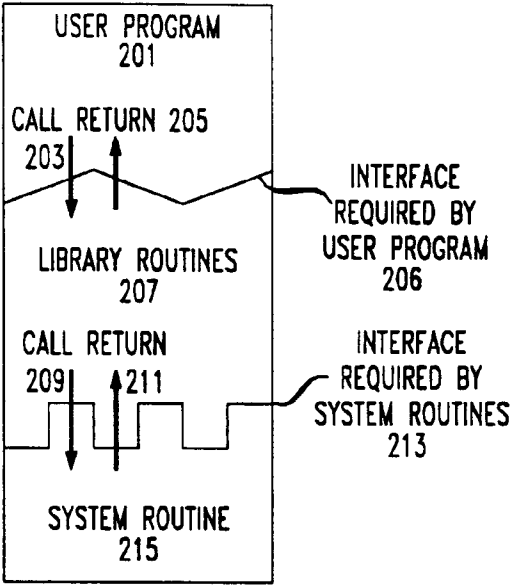 USER PROGRAM
201
CALL RETURN 205
203
INTERFACE
REQUIRED BY
USER PROGRAM
206
LIBRARY ROUTINES
207
CALL RETURN
209
211
INTERFACE
REQUIRED BY
SYSTEM ROUTINES
213
SYSTEM ROUTINE
215